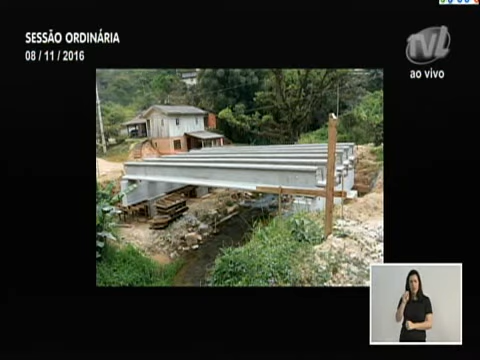 SESSÃO ORDINÁRIA
08 / 11 / 2016
TVL
ao vivo